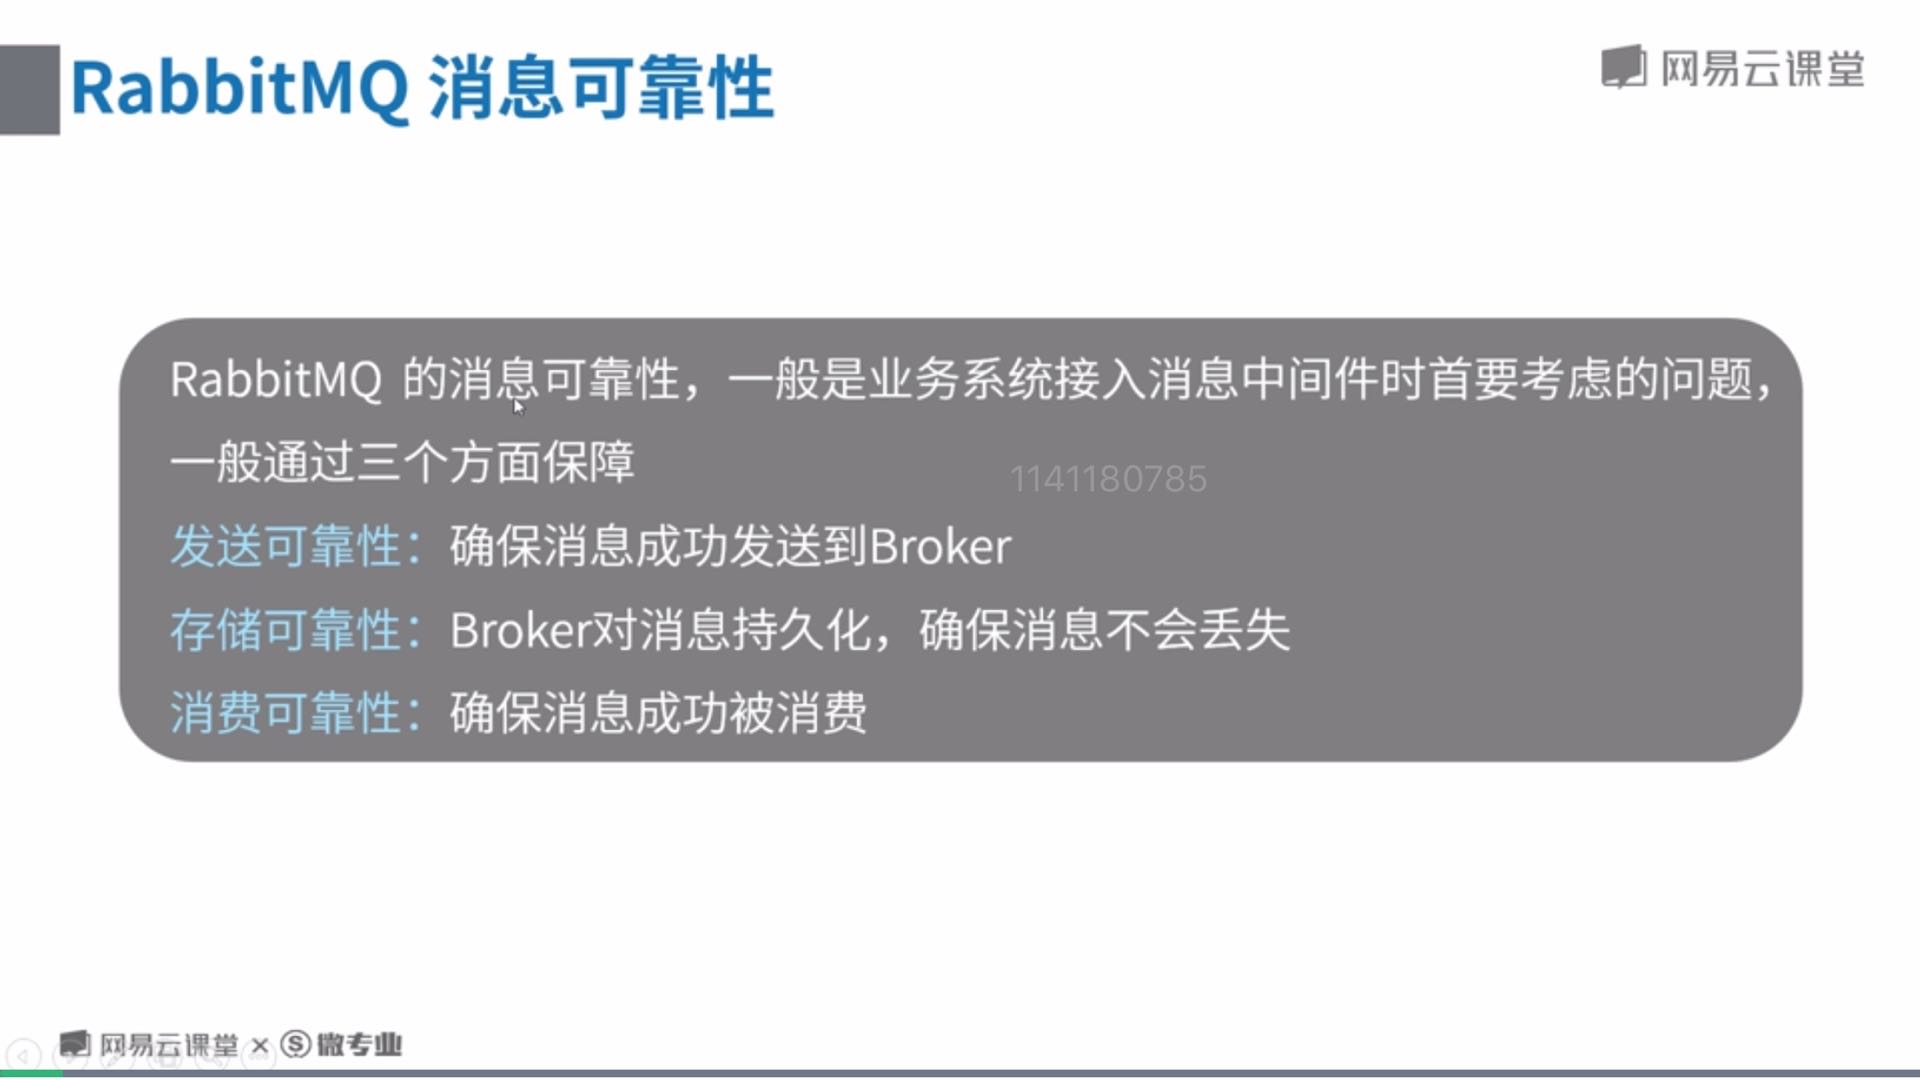 RabbitMQ 消息可靠性
网易云课堂
RabbitMQ 的消息可靠性，一般是业务系统接入消息中间件时首要考虑的问题，
一般通过三个方面保障
1141180785
发送可靠性：确保消息成功发送到Broker
存储可靠性：Broker对消息持久化，确保消息不会丢失
消费可靠性：确保消息成功被消费
网易云课堂 × 微专业